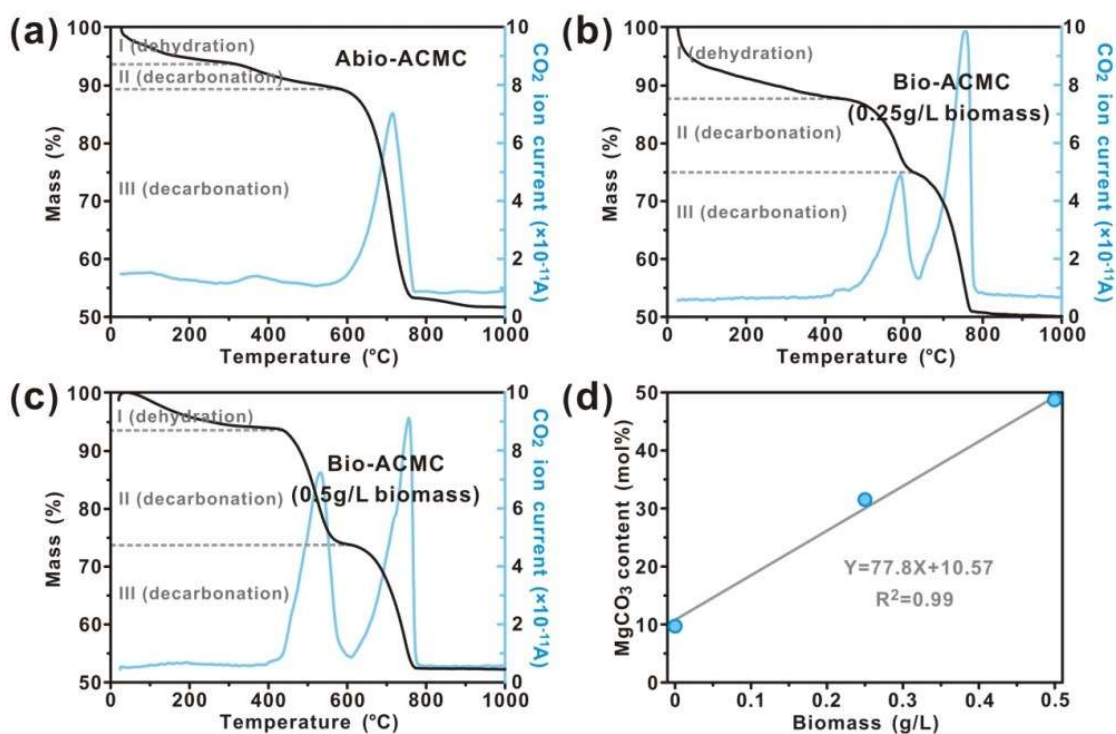 (a)
100
90
80
70
60
50
Mass (%)
I (dehydration)
II (decarbonation)
III (decarbonation)
Abio-ACMC
10
8
6
4
2
0
CO2 ion current (×10-11A)
0 200 400 600 800 1000
Temperature (°C)
(b)
100
90
80
70
60
50
Mass (%)
I (dehydration)
II (decarbonation)
III (decarbonation)
Bio-ACMC
(0.25g/L biomass)
10
8
6
4
2
0
CO2 ion current (×10-11A)
0 200 400 600 800 1000
Temperature (°C)
(c)
100
90
80
70
60
50
Mass (%)
I (dehydration)
II (decarbonation)
III (decarbonation)
Bio-ACMC
(0.5g/L biomass)
10
8
6
4
2
0
CO2 ion current (×10-11A)
0 200 400 600 800 1000
Temperature (°C)
(d)
50
40
30
20
10
0
MgCO3 content (mol%)
Y=77.8X+10.57
R2=0.99
0 0.1 0.2 0.3 0.4 0.5
Biomass (g/L)